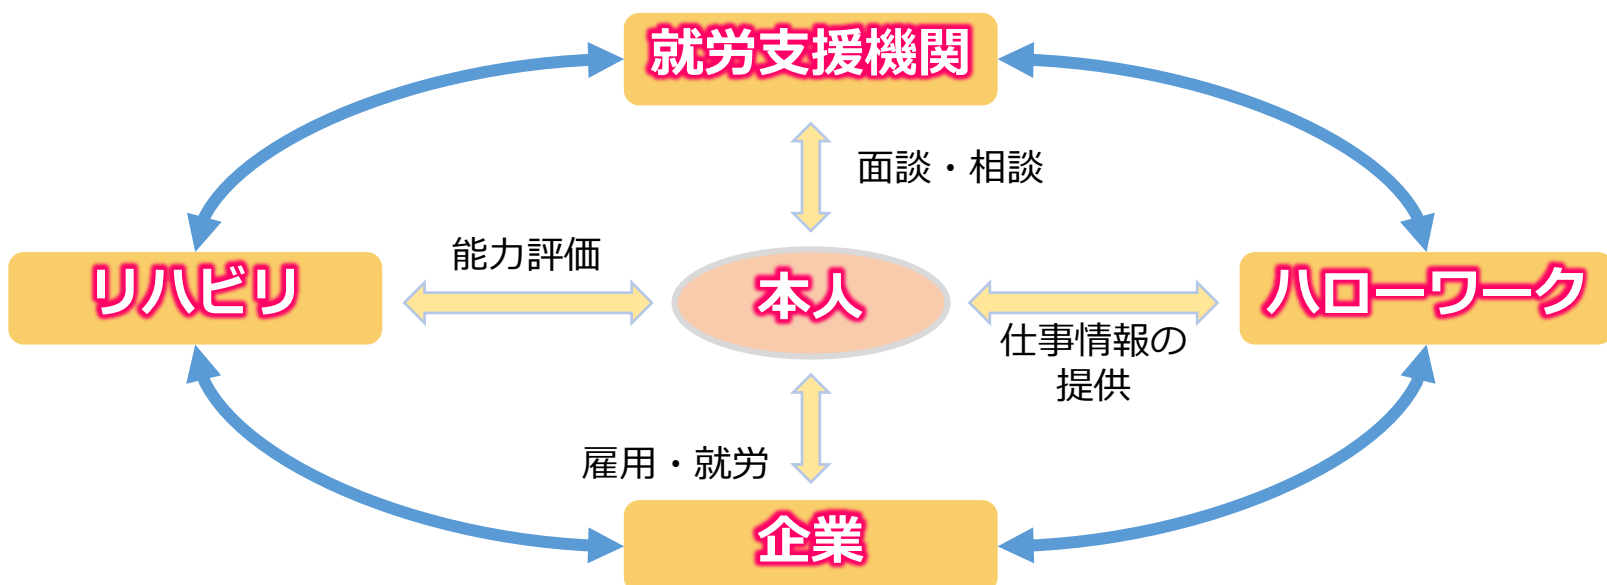 就労支援機関
面談・相談
能力評価
リハビリ
本人
ハローワーク
仕事情報の
提供
雇用・就労
企業